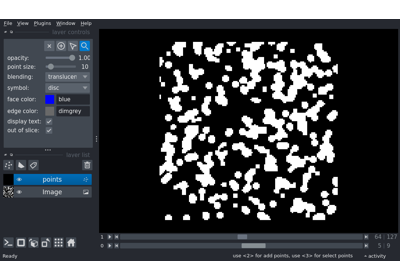 File View Plugins Window Help
layer controls
opacity: 1.00
point size: 10
blending: translucen
symbol: disc
face color: blue
edge color: dimgrey
display text:
out of slice:
layer list
points
Image
1 64 127
0 5 9
Ready use <2> for add points, use <3> for select points activity